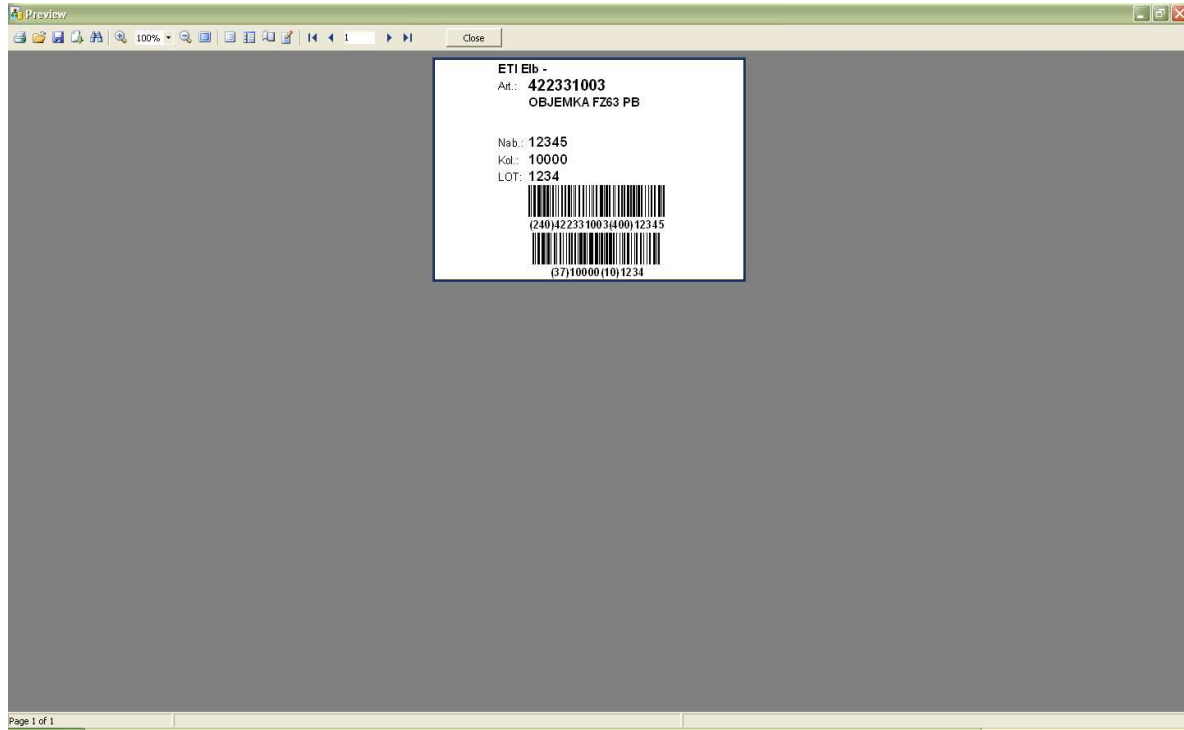 Preview
100%
1
Close
ETI Elb -
Art.: 422331003
OBJEMKA FZ63 PB
Nab.: 12345
Kol.: 10000
LOT: 1234
(240)422331003(400)12345
(37)10000(10)1234
Page 1 of 1